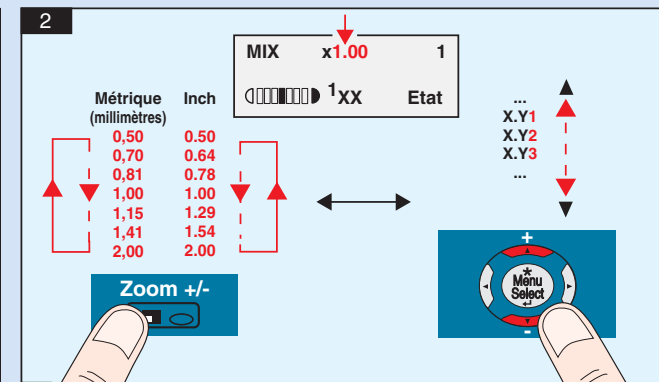 2
MIX x1.00 1
1XX Etat
Métrique Inch
(millimètres)
0,50 0.50
0,70 0.64
0,81 0.78
1,00 1.00
1,15 1.29
1,41 1.54
2,00 2.00
Zoom +/-
...
X.Y1
X.Y2
X.Y3
...
+
*
Menu
Select
-